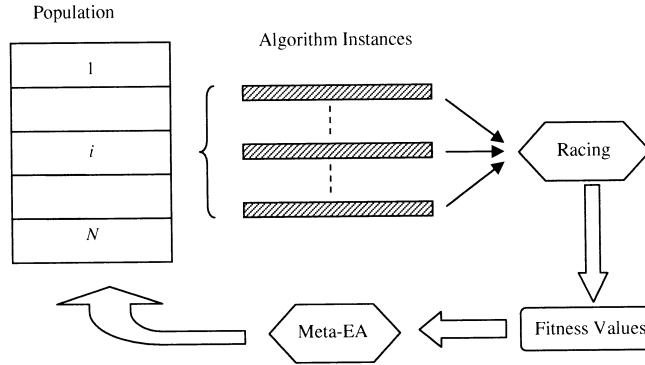 Population
Algorithm Instances
1
i
Racing
N
Meta-EA
Fitness Values